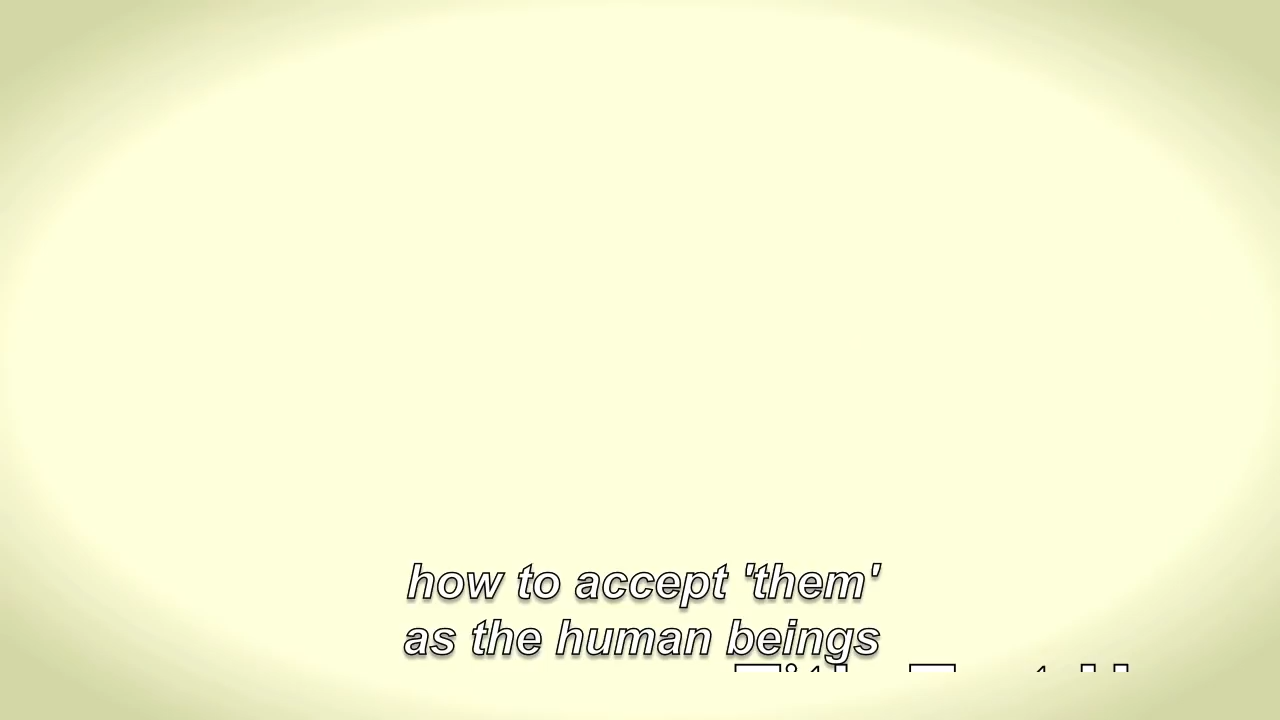 how to accept 'them'
as the human beings